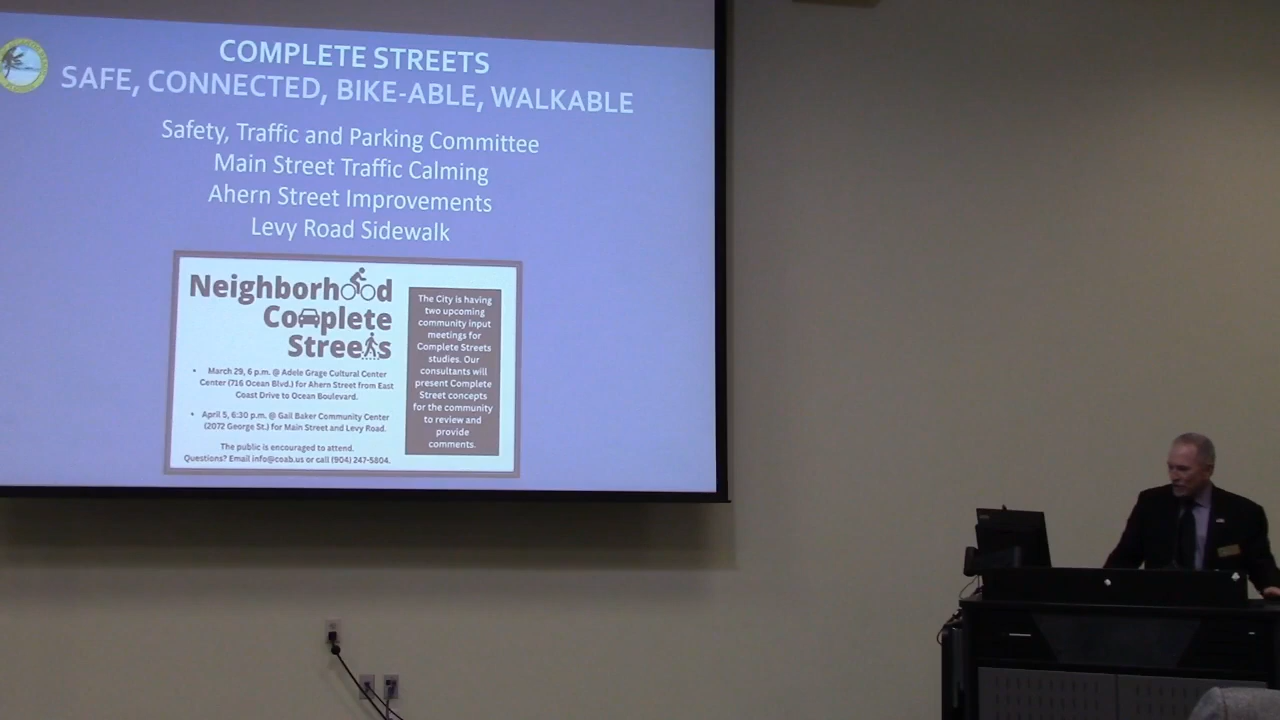 COMPLETE STREETS
SAFE, CONNECTED, BIKE-ABLE, WALKABLE
Safety, Traffic and Parking Committee
Main Street Traffic Calming
Ahern Street Improvements
Levy Road Sidewalk
Neighborhood
Complete
Streets
• March 29, 6 p.m. @ Adele Grage Cultural Center
Center (716 Ocean Blvd.) for Ahern Street from East
Coast Drive to Ocean Boulevard.
• April 5, 6:30 p.m. @ Gail Baker Community Center
(2072 George St.) for Main Street and Levy Road.
The public is encouraged to attend.
Questions? Email info@coab.us or call (904) 247-5804.
The City is having
two upcoming
community input
meetings for
Complete Streets
studies. Our
consultants will
present Complete
Street concepts
for the community
to review and
provide
comments.